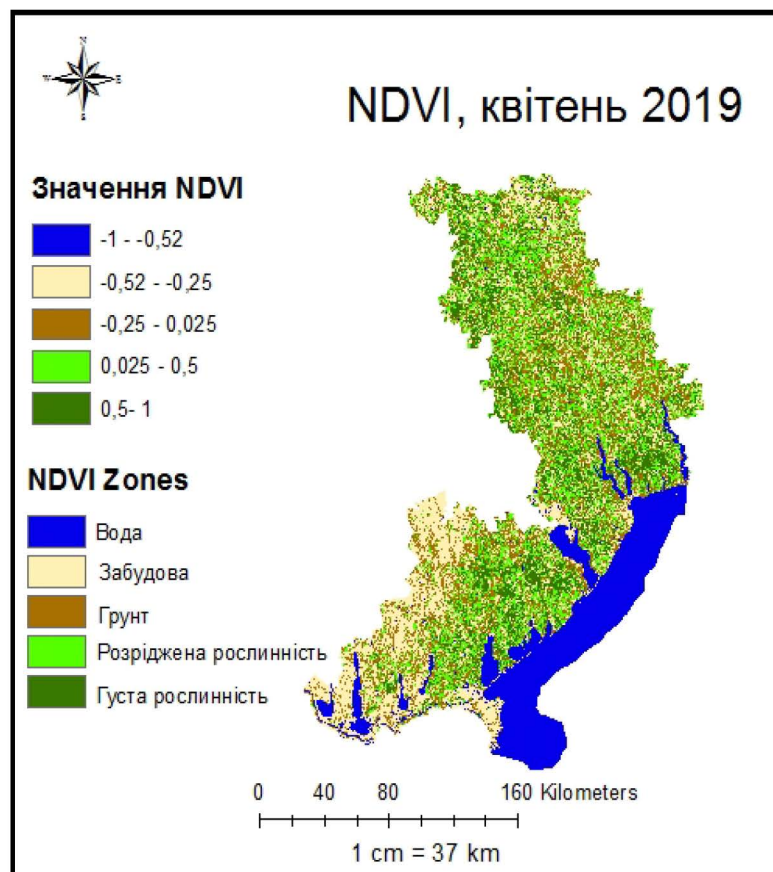 N
W E
S
NDVI, квітень 2019
Значення NDVI
-1 - -0,52
-0,52 - -0,25
-0,25 - 0,025
0,025 - 0,5
0,5- 1
NDVI Zones
Вода
Забудова
Грунт
Розріджена рослинність
Густа рослинність
0 40 80 160 Kilometers
1 cm = 37 km